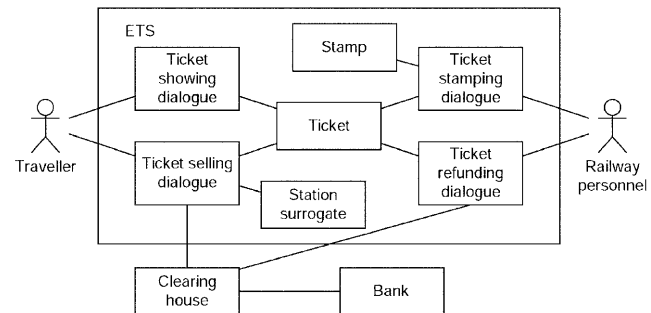 ETS
Stamp
Ticket
showing
dialogue
Ticket
stamping
dialogue
Ticket
Traveller
Ticket selling
dialogue
Ticket
refunding
dialogue
Railway
personnel
Station
surrogate
Clearing
house
Bank